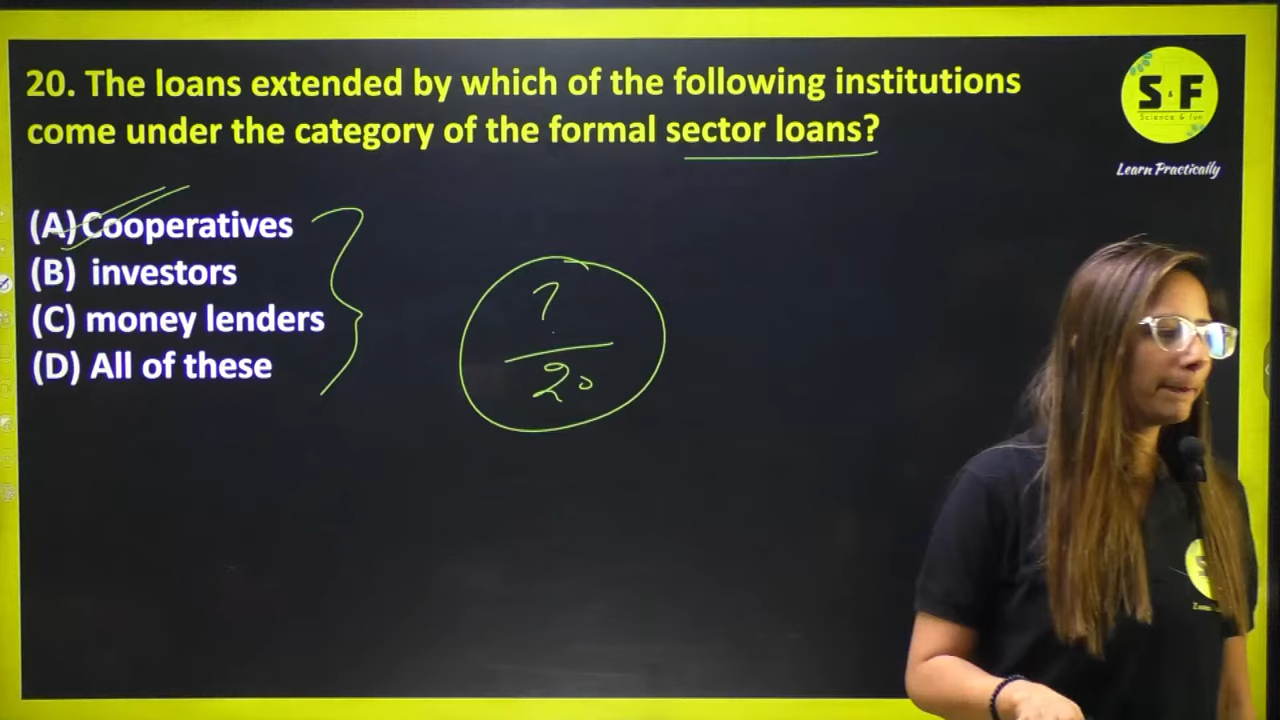 20. The loans extended by which of the following institutions
come under the category of the formal sector loans?
S & F
Science & fun
Learn Practically
(A) Cooperatives
(B) investors
(C) money lenders
(D) All of these
?
20